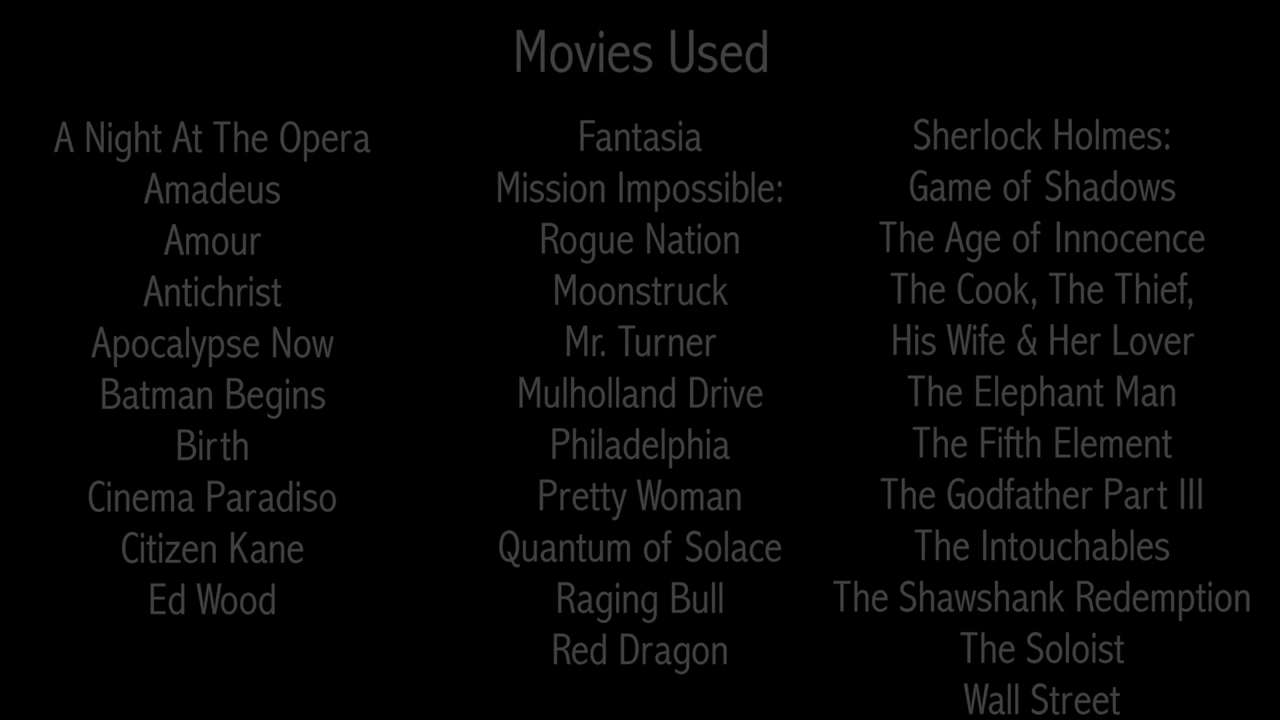 Movies Used
A Night At The Opera
Amadeus
Amour
Antichrist
Apocalypse Now
Batman Begins
Birth
Cinema Paradiso
Citizen Kane
Ed Wood
Fantasia
Mission Impossible:
Rogue Nation
Moonstruck
Mr. Turner
Mulholland Drive
Philadelphia
Pretty Woman
Quantum of Solace
Raging Bull
Red Dragon
Sherlock Holmes:
Game of Shadows
The Age of Innocence
The Cook, The Thief,
His Wife & Her Lover
The Elephant Man
The Fifth Element
The Godfather Part III
The Intouchables
The Shawshank Redemption
The Soloist
Wall Street